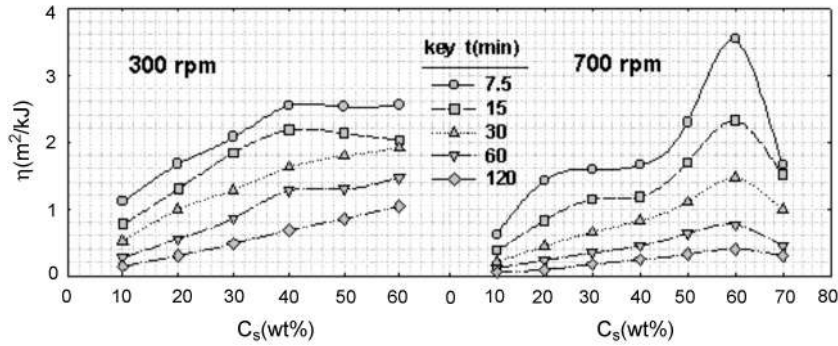 4
3
2
1
0
η(m²/kJ)
300 rpm
key t(min)
7.5
15
30
60
120
700 rpm
0 10 20 30 40 50 60
0 10 20 30 40 50 60 70 80
Cₛ(wt%)
Cₛ(wt%)